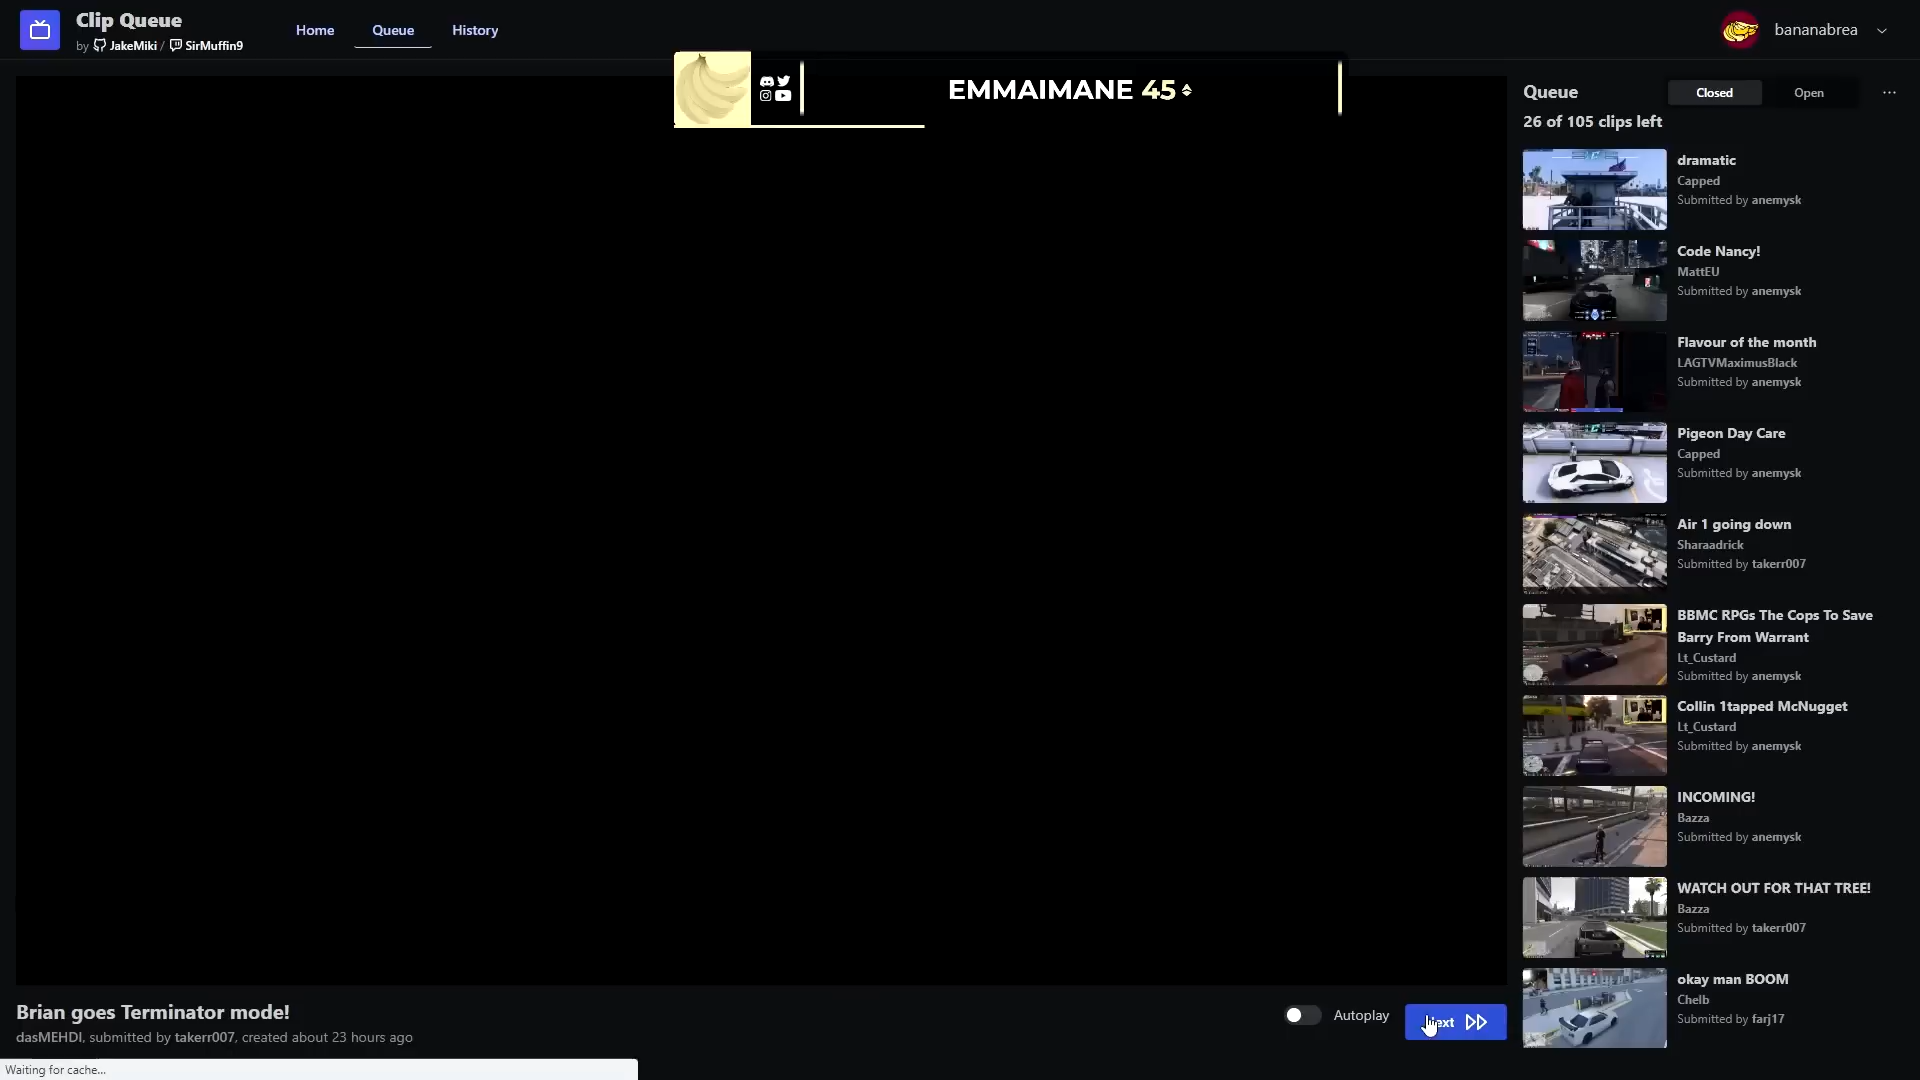 Clip Queue
by JakeMiki / SirMuffin9
Home
Queue
History
bananabrea
EMMAIMANE 45
Queue
Closed
Open
26 of 105 clips left
dramatic
Capped
Submitted by anemysk
Code Nancy!
MattEU
Submitted by anemysk
Flavour of the month
LAGTVMaximusBlack
Submitted by anemysk
Pigeon Day Care
Capped
Submitted by anemysk
Air 1 going down
Sharaadrick
Submitted by takerr007
BBMC RPGs The Cops To Save
Barry From Warrant
Lt_Custard
Submitted by anemysk
Collin 1tapped McNugget
Lt_Custard
Submitted by anemysk
INCOMING!
Bazza
Submitted by anemysk
WATCH OUT FOR THAT TREE!
Bazza
Submitted by takerr007
okay man BOOM
Chelb
Submitted by farj17
Brian goes Terminator mode!
dasMEHDI, submitted by takerr007, created about 23 hours ago
Autoplay
Next
Waiting for cache...